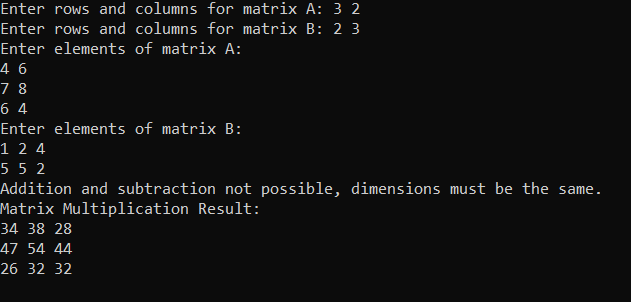 Enter rows and columns for matrix A: 3 2
Enter rows and columns for matrix B: 2 3
Enter elements of matrix A:
4 6
7 8
6 4
Enter elements of matrix B:
1 2 4
5 5 2
Addition and subtraction not possible, dimensions must be the same.
Matrix Multiplication Result:
34 38 28
47 54 44
26 32 32